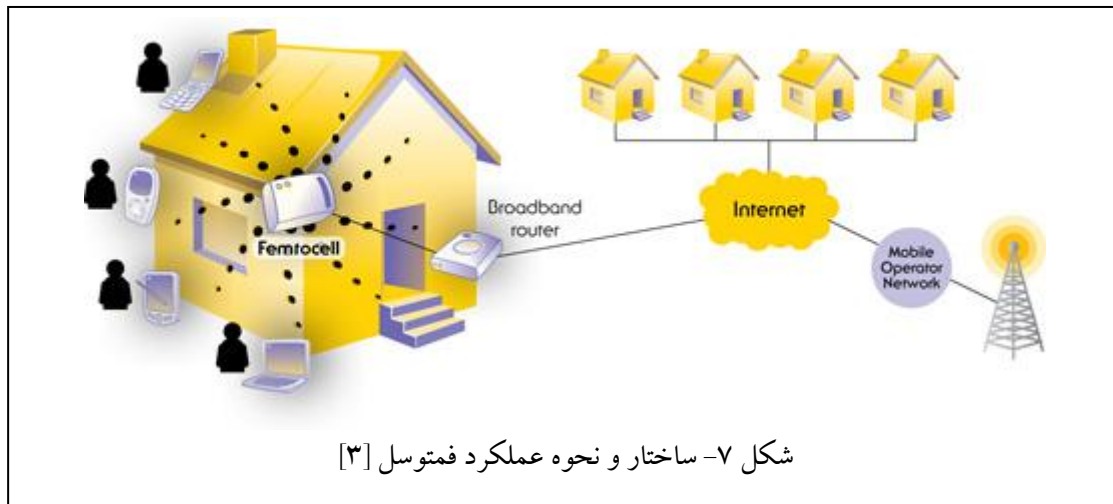 Femtocell
Broadband
router
Internet
Mobile
Operator
Network
شکل ۷- ساختار و نحوه عملکرد فمتوسل [۳]